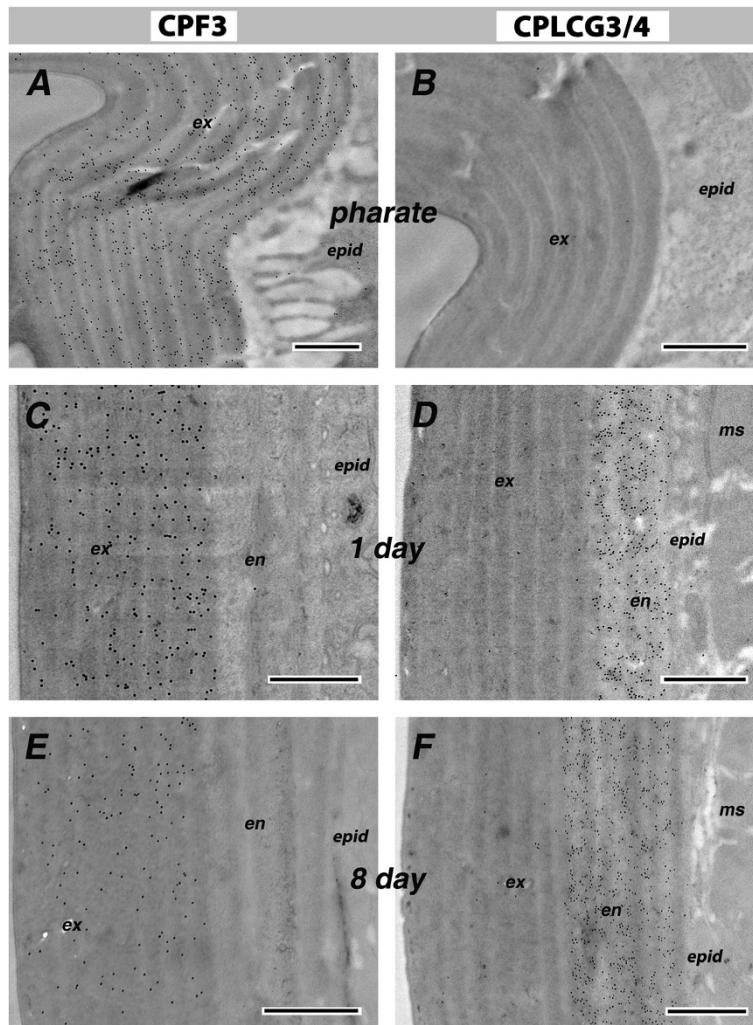 CPF3
CPLCG3/4
A
B
ex
epid
pharate
epid
ex
C
D
ms
epid
ex
ex
en
1 day
epid
en
E
F
en
ms
epid
8 day
ex
en
ex
epid